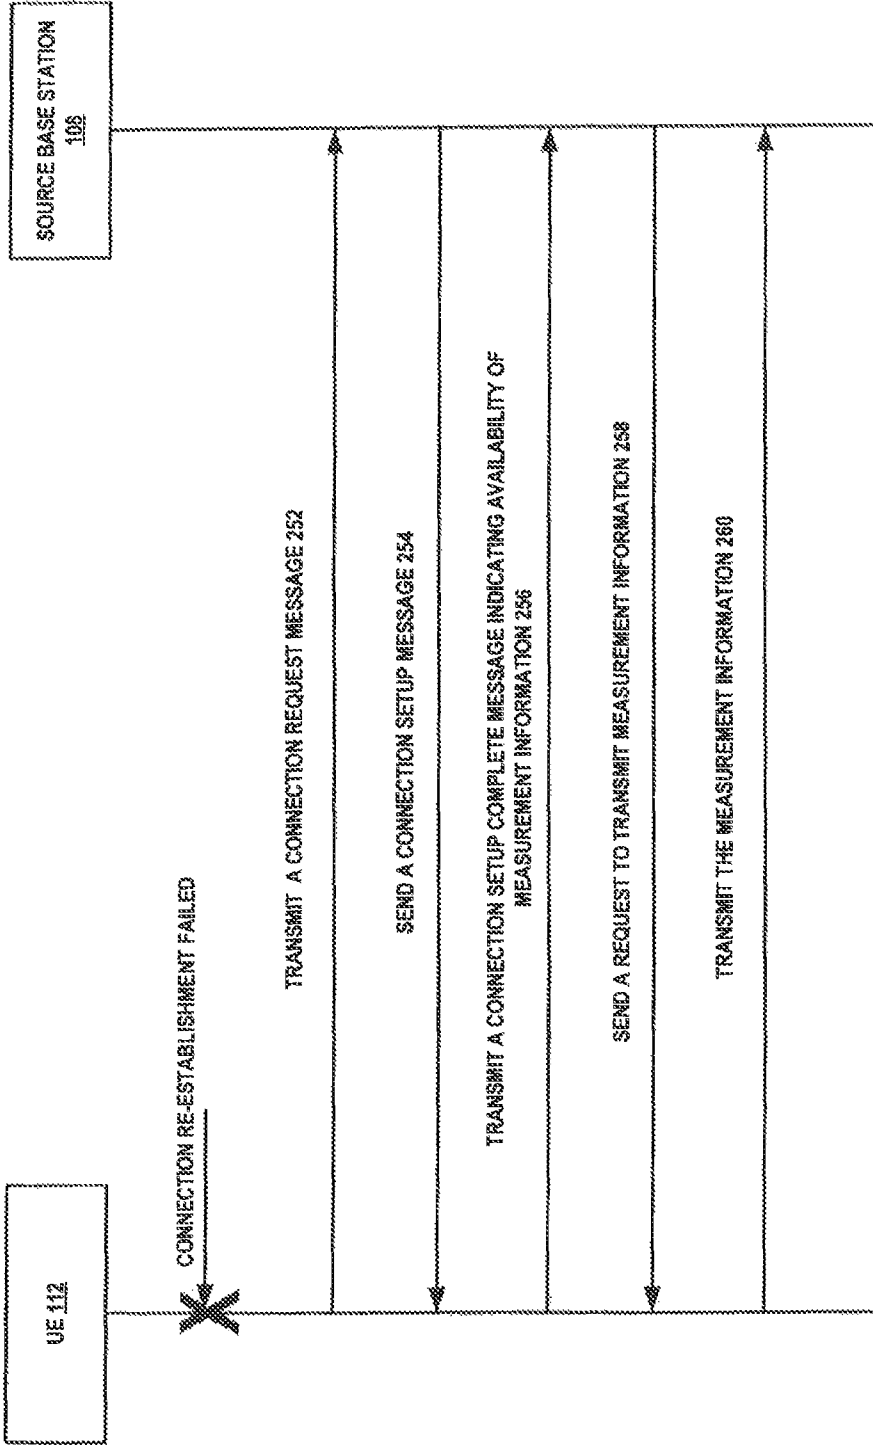 UE 112
SOURCE BASE STATION
108
CONNECTION RE-ESTABLISHMENT FAILED
TRANSMIT A CONNECTION REQUEST MESSAGE 252
SEND A CONNECTION SETUP MESSAGE 254
TRANSMIT A CONNECTION SETUP COMPLETE MESSAGE INDICATING AVAILABILITY OF
MEASUREMENT INFORMATION 256
SEND A REQUEST TO TRANSMIT MEASUREMENT INFORMATION 258
TRANSMIT THE MEASUREMENT INFORMATION 260